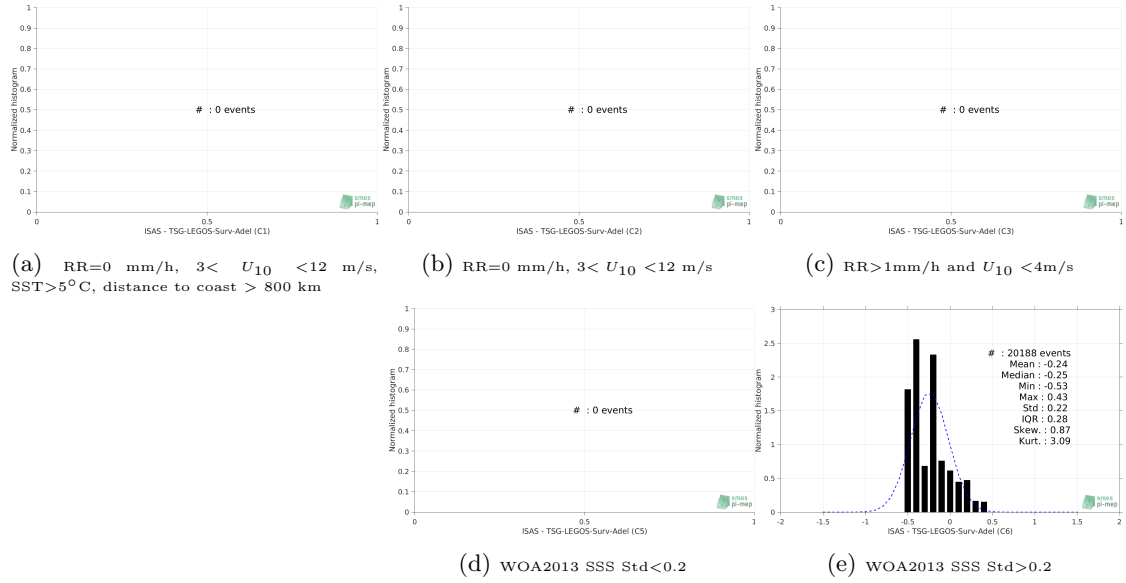 1
0.9
0.8
0.7
0.6
0.5
0.4
0.3
0.2
0.1
0
Normalized histogram
# : 0 events
smos
pi-mep
0 0.5 1
ISAS - TSG-LEGOS-Surv-Adel (C1)
1
0.9
0.8
0.7
0.6
0.5
0.4
0.3
0.2
0.1
0
Normalized histogram
# : 0 events
smos
pi-mep
0 0.5 1
ISAS - TSG-LEGOS-Surv-Adel (C2)
1
0.9
0.8
0.7
0.6
0.5
0.4
0.3
0.2
0.1
0
Normalized histogram
# : 0 events
smos
pi-mep
0 0.5 1
ISAS - TSG-LEGOS-Surv-Adel (C3)
(a) RR=0 mm/h, 3< U10 <12 m/s,
SST>5°C, distance to coast > 800 km
(b) RR=0 mm/h, 3< U10 <12 m/s
(c) RR>1mm/h and U10 <4m/s
1
0.9
0.8
0.7
0.6
0.5
0.4
0.3
0.2
0.1
0
Normalized histogram
# : 0 events
smos
pi-mep
0 0.5 1
ISAS - TSG-LEGOS-Surv-Adel (C5)
3
2.5
2
1.5
1
0.5
0
Normalized histogram
# : 20188 events
Mean : -0.24
Median : -0.25
Min : -0.53
Max : 0.43
Std : 0.22
IQR : 0.28
Skew. : 0.87
Kurt. : 3.09
smos
pi-mep
-2 -1.5 -1 -0.5 0 0.5 1 1.5 2
ISAS - TSG-LEGOS-Surv-Adel (C6)
(d) WOA2013 SSS Std<0.2
(e) WOA2013 SSS Std>0.2